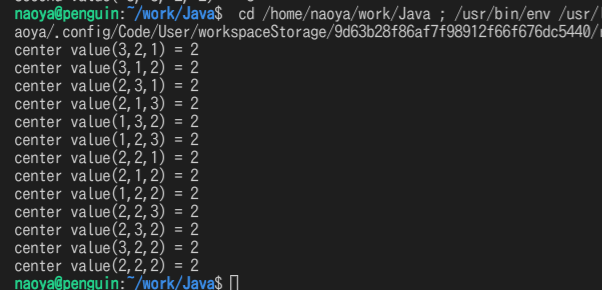 naoya@penguin:~/work/Java$ cd /home/naoya/work/Java ; /usr/bin/env /usr/
aoya/.config/Code/User/workspaceStorage/9d63b28f86af7f98912f66f676dc5440/
center value(3,2,1) = 2
center value(3,1,2) = 2
center value(2,3,1) = 2
center value(2,1,3) = 2
center value(1,3,2) = 2
center value(1,2,3) = 2
center value(2,2,1) = 2
center value(2,1,2) = 2
center value(1,2,2) = 2
center value(2,2,3) = 2
center value(2,3,2) = 2
center value(3,2,2) = 2
center value(2,2,2) = 2
naoya@penguin:~/work/Java$